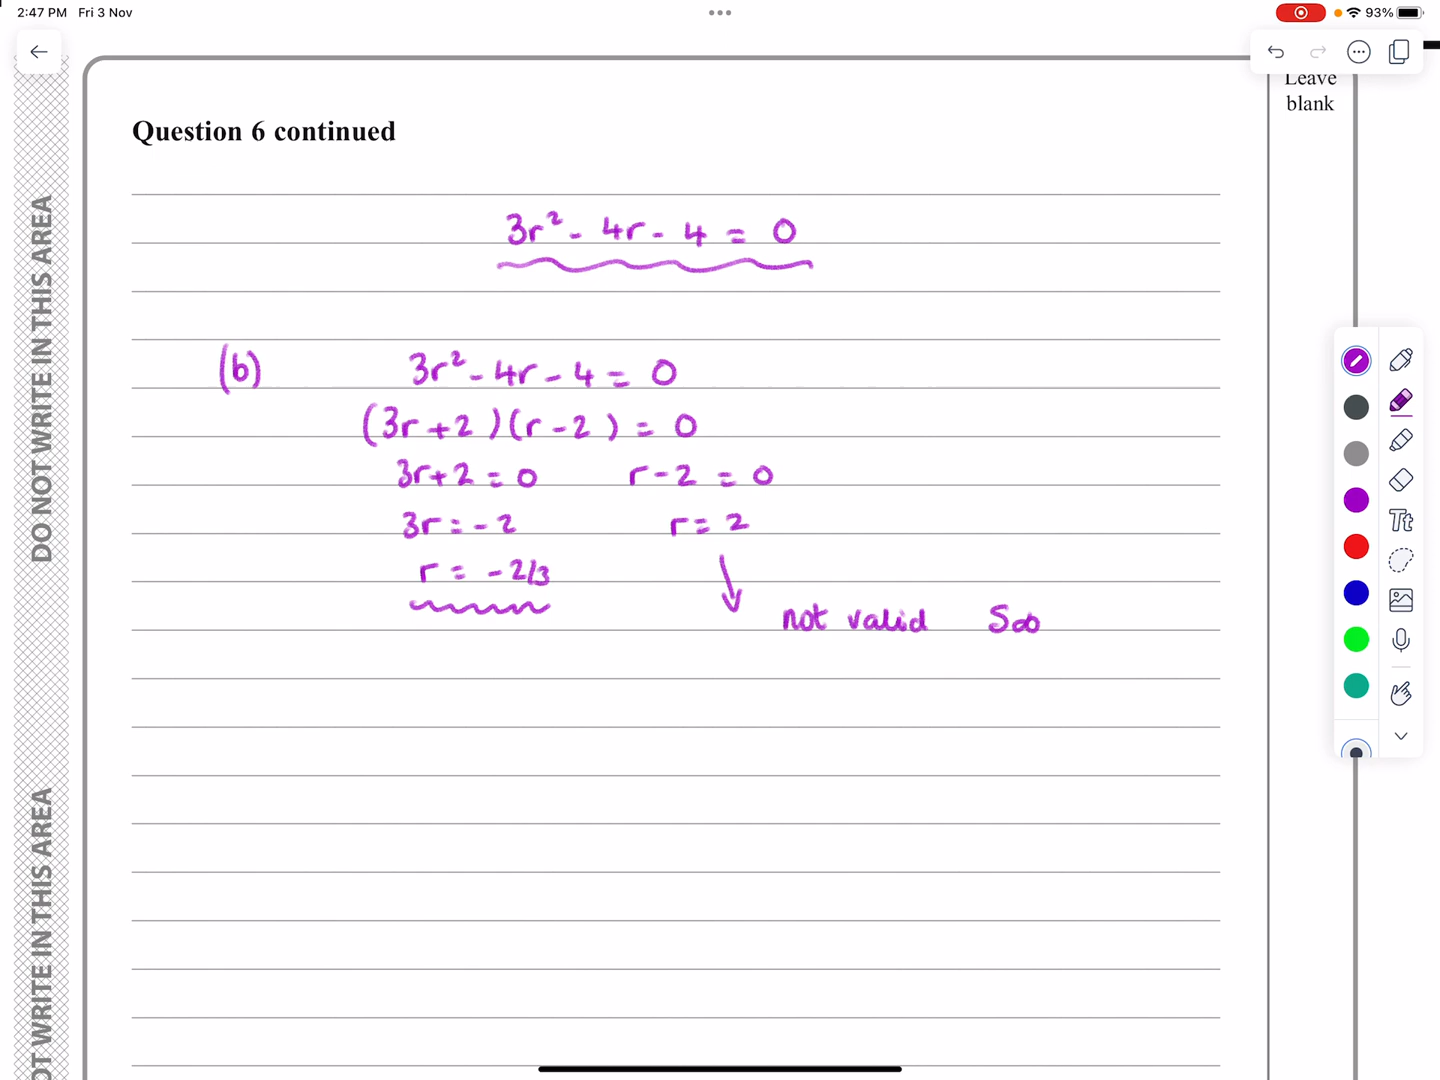 2:47 PM Fri 3 Nov
93%
Leave
blank
Question 6 continued
3r² - 4r - 4 = 0
(b) 3r² - 4r - 4 = 0
(3r + 2)(r - 2) = 0
3r + 2 = 0 r - 2 = 0
3r = - 2 r = 2
r = - 2/3
not valid S∞
DO NOT WRITE IN THIS AREA
OT WRITE IN THIS AREA
Tt